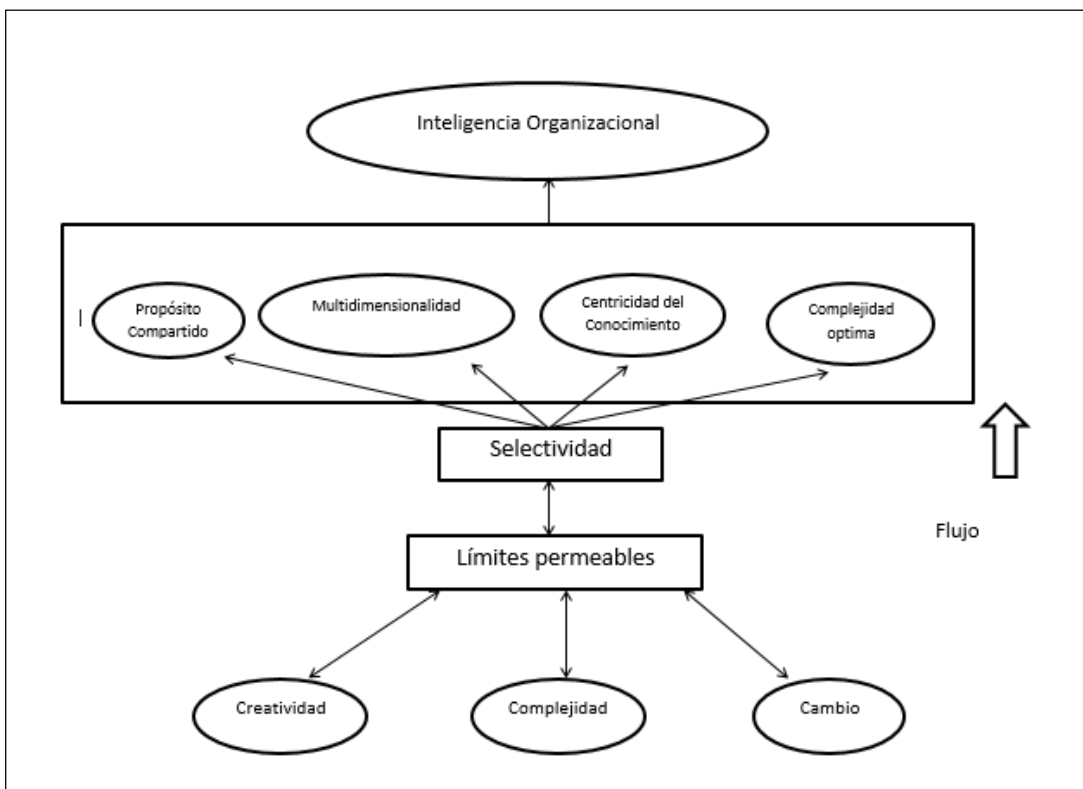 Inteligencia Organizacional
Propósito
Compartido
Multidimensionalidad
Centricidad del
Conocimiento
Complejidad
optima
Selectividad
Flujo
Límites permeables
Creatividad
Complejidad
Cambio